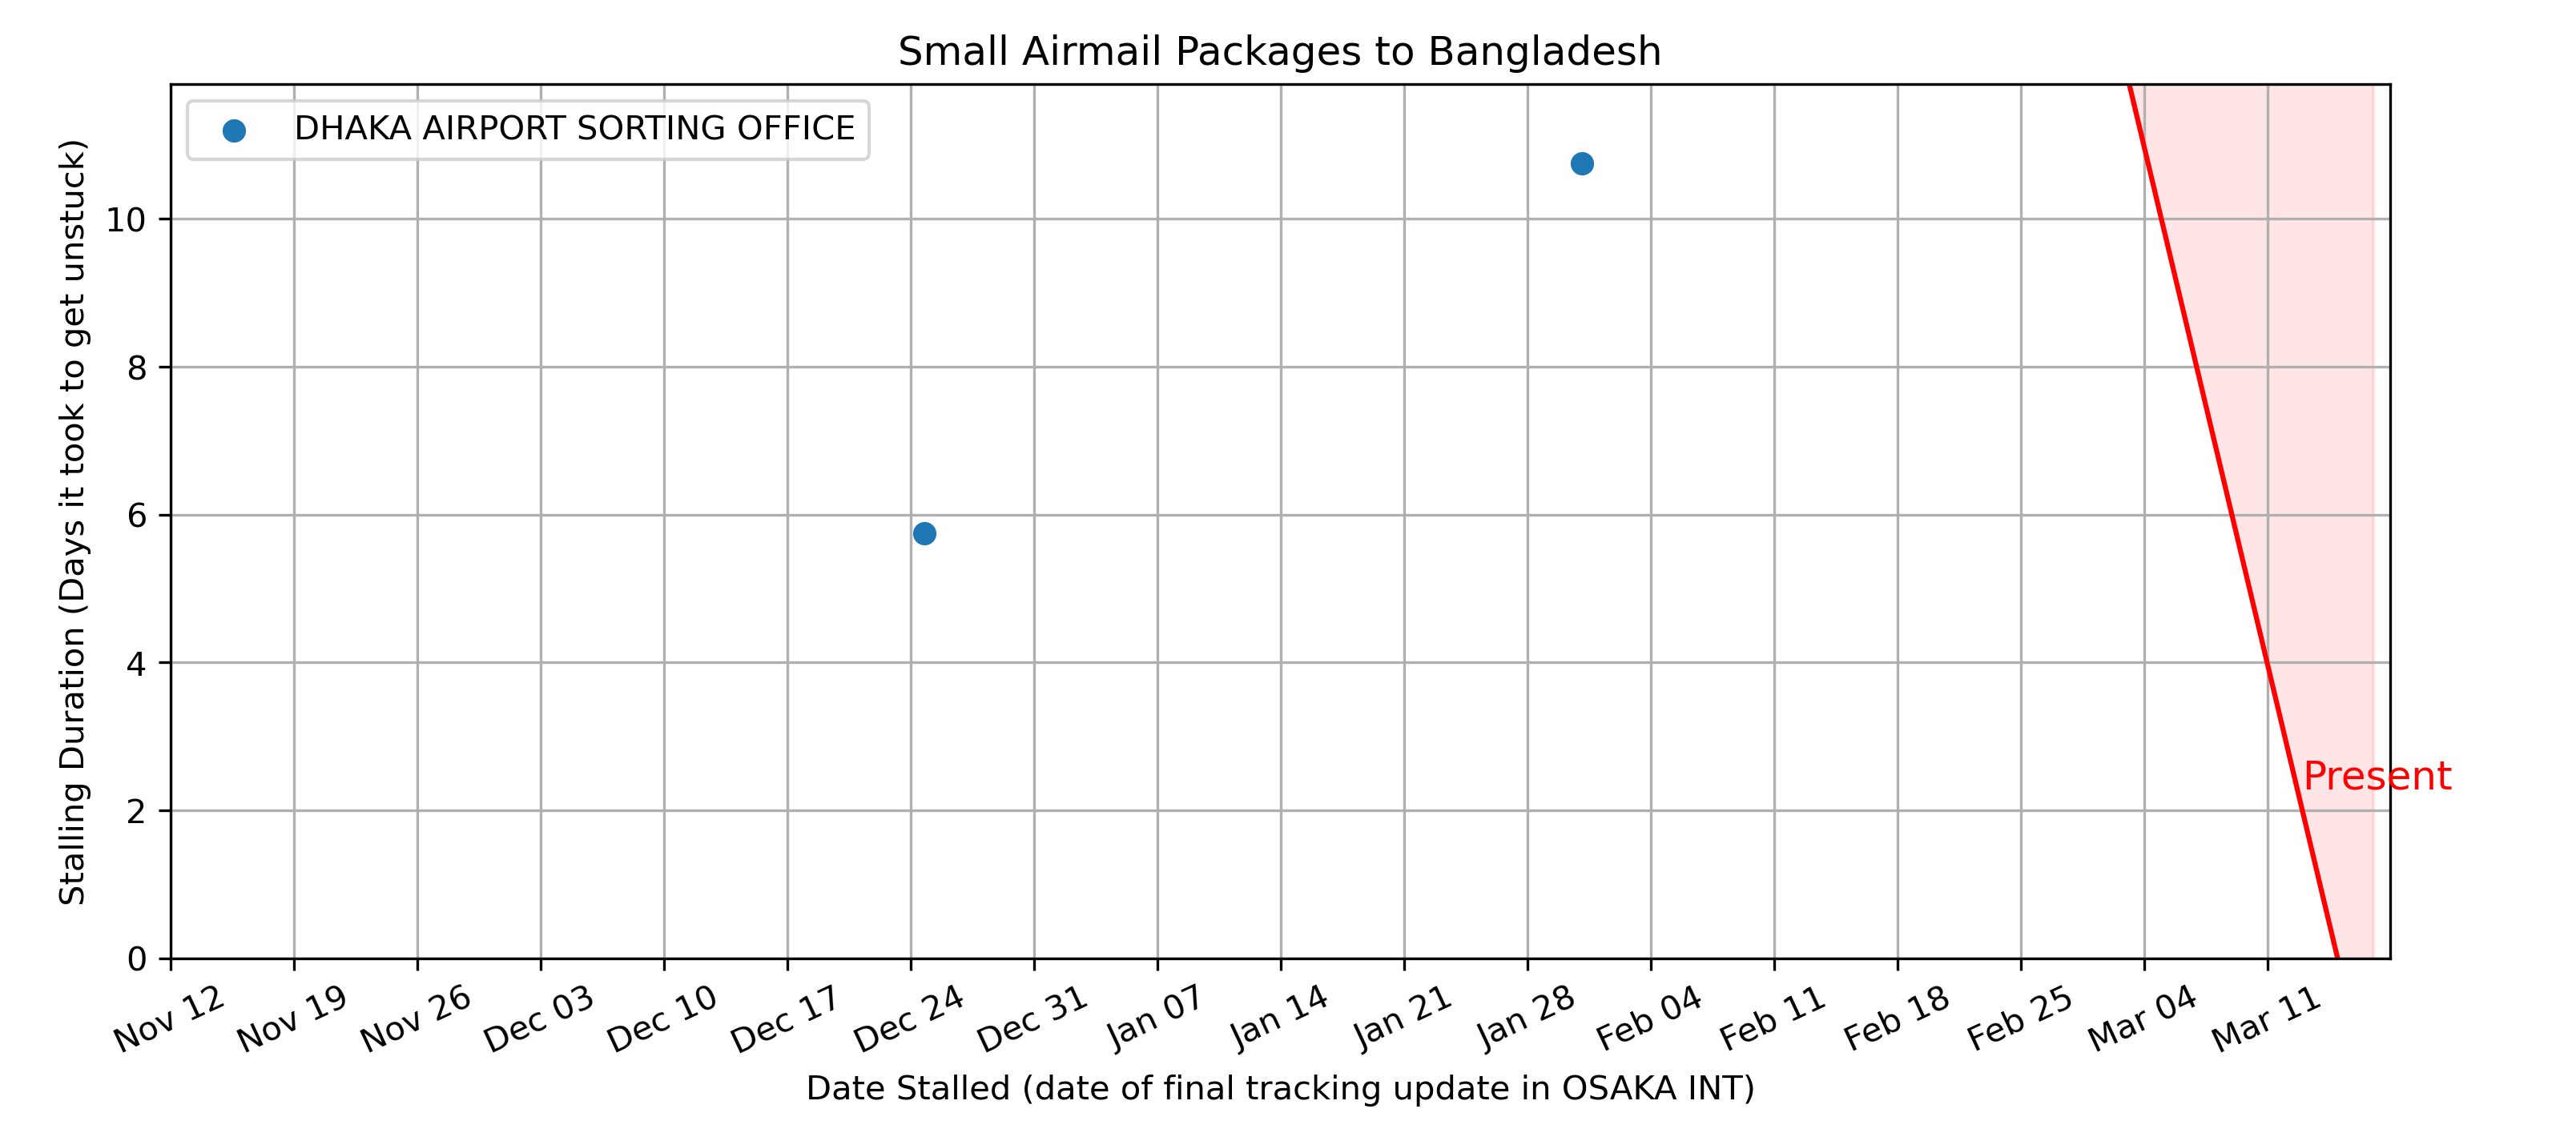 Small Airmail Packages to Bangladesh
DHAKA AIRPORT SORTING OFFICE
Stalling Duration (Days it took to get unstuck)
10
8
6
4
2
0
Present
Nov 12
Nov 19
Nov 26
Dec 03
Dec 10
Dec 17
Dec 24
Dec 31
Jan 07
Jan 14
Jan 21
Jan 28
Feb 04
Feb 11
Feb 18
Feb 25
Mar 04
Mar 11
Date Stalled (date of final tracking update in OSAKA INT)